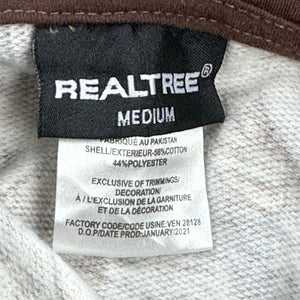 REALTREE®
MEDIUM
FABRIQUÉ AU PAKISTAN
SHELL/EXTERIEUR-56%COTTON
44%POLYESTER
EXCLUSIVE OF TRIMMINGS/
DECORATION/
A / L'EXCLUSION DE LA GARNITURE
ET DE LA DÉCORATION
FACTORY CODE/CODE USINE:VEN 28128
D.O.P/DATE PROD:JANUARY/2021